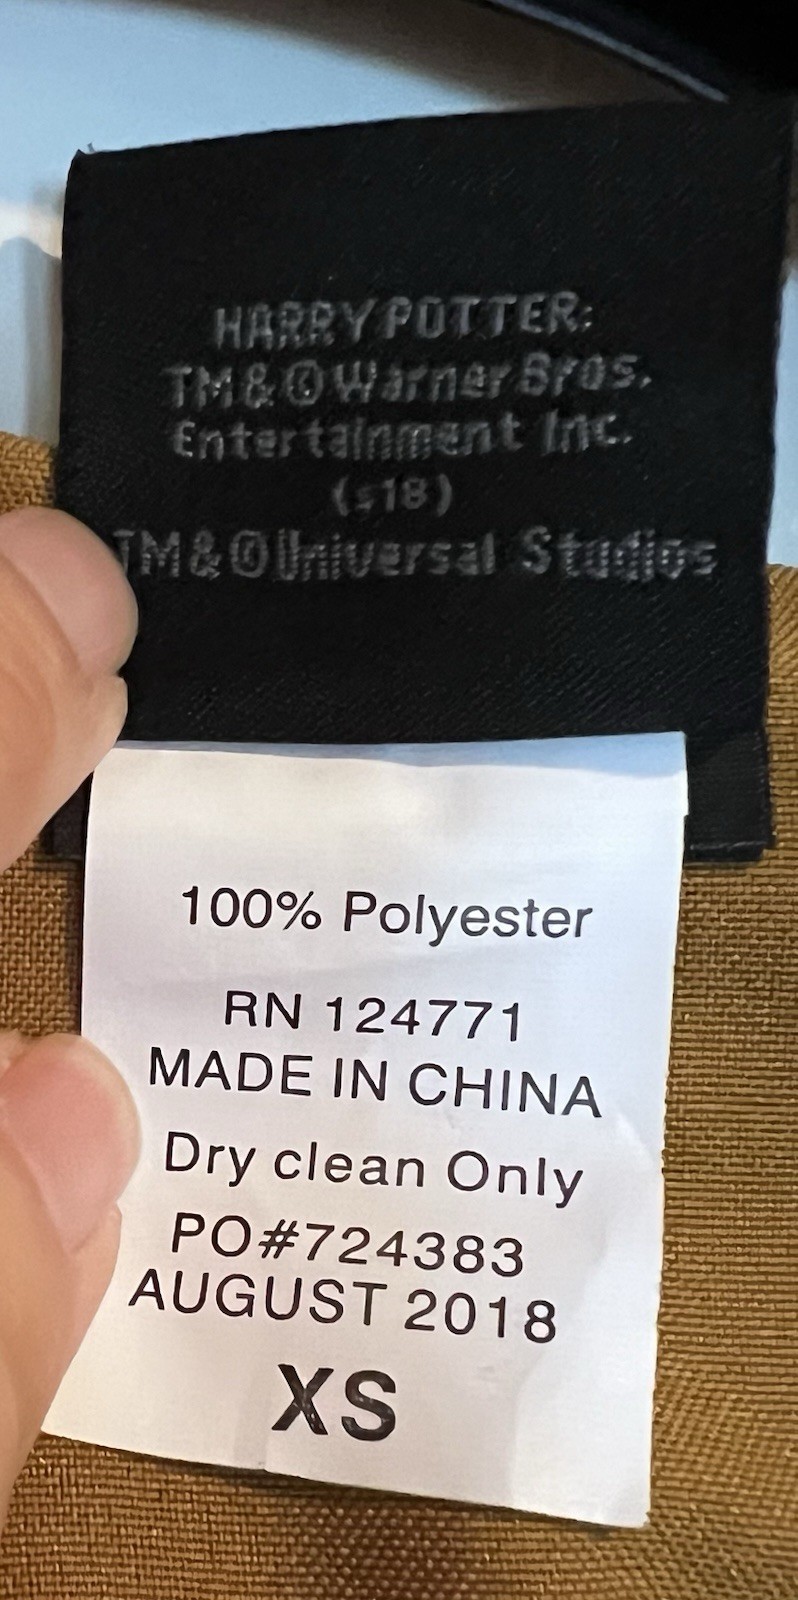 HARRY POTTER:
TM & © Warner Bros.
Entertainment Inc.
(s18)
TM & © Universal Studios
100% Polyester
RN 124771
MADE IN CHINA
Dry clean Only
PO#724383
AUGUST 2018
XS